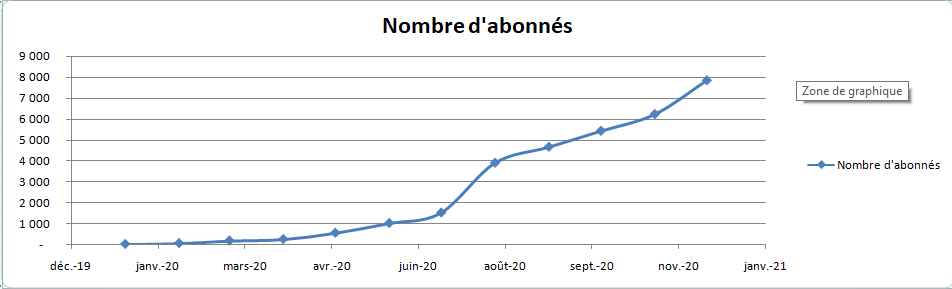 Nombre d'abonnés
9 000
8 000
7 000
6 000
5 000
4 000
3 000
2 000
1 000
-
déc.-19 janv.-20 mars-20 avr.-20 juin-20 août-20 sept.-20 nov.-20 janv.-21
Zone de graphique
Nombre d'abonnés